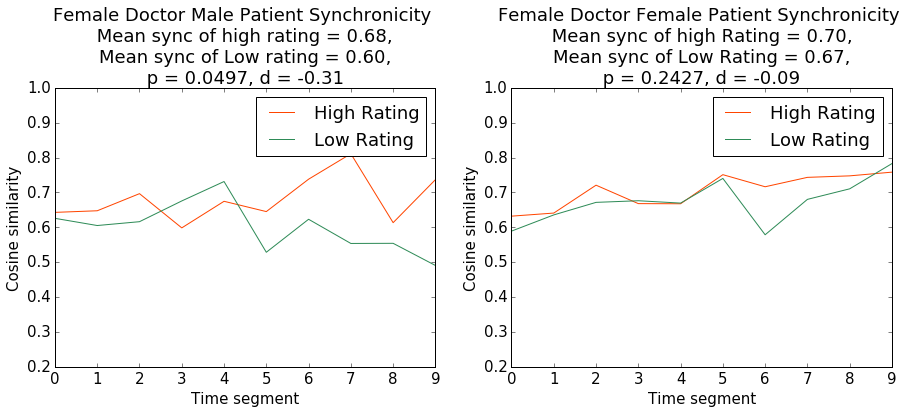 Female Doctor Male Patient Synchronicity
Mean sync of high rating = 0.68,
Mean sync of Low rating = 0.60,
p = 0.0497, d = -0.31
1.0
0.9
0.8
0.7
0.6
0.5
0.4
0.3
0.2
Cosine similarity
High Rating
Low Rating
0 1 2 3 4 5 6 7 8 9
Time segment
Female Doctor Female Patient Synchronicity
Mean sync of high Rating = 0.70,
Mean sync of Low Rating = 0.67,
p = 0.2427, d = -0.09
1.0
0.9
0.8
0.7
0.6
0.5
0.4
0.3
0.2
Cosine similarity
High Rating
Low Rating
0 1 2 3 4 5 6 7 8 9
Time segment